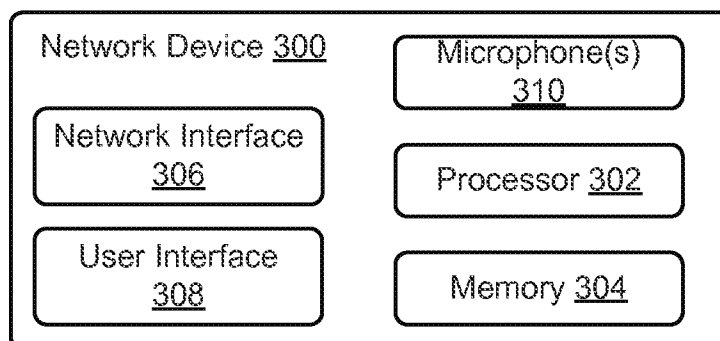 Network Device 300
Microphone(s)
310
Network Interface
306
Processor 302
User Interface
308
Memory 304